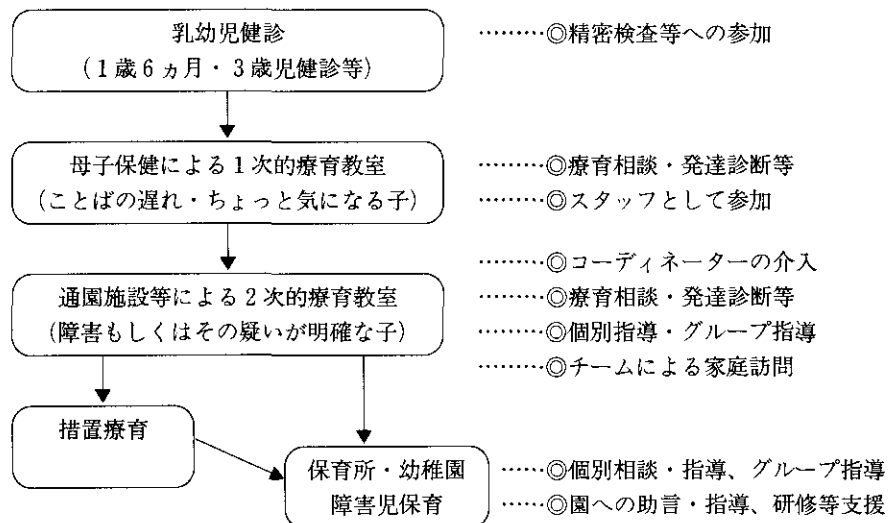 乳幼児健診
(1歳6ヵ月・3歳児健診等)
………◎精密検査等への参加
母子保健による1次的療育教室
(ことばの遅れ・ちょっと気になる子)
………◎療育相談・発達診断等
………◎スタッフとして参加
通園施設等による2次的療育教室
(障害もしくはその疑いが明確な子)
………◎コーディネーターの介入
………◎療育相談・発達診断等
………◎個別指導・グループ指導
………◎チームによる家庭訪問
措置療育
保育所・幼稚園
障害児保育
……◎個別相談・指導、グループ指導
……◎園への助言・指導、研修等支援